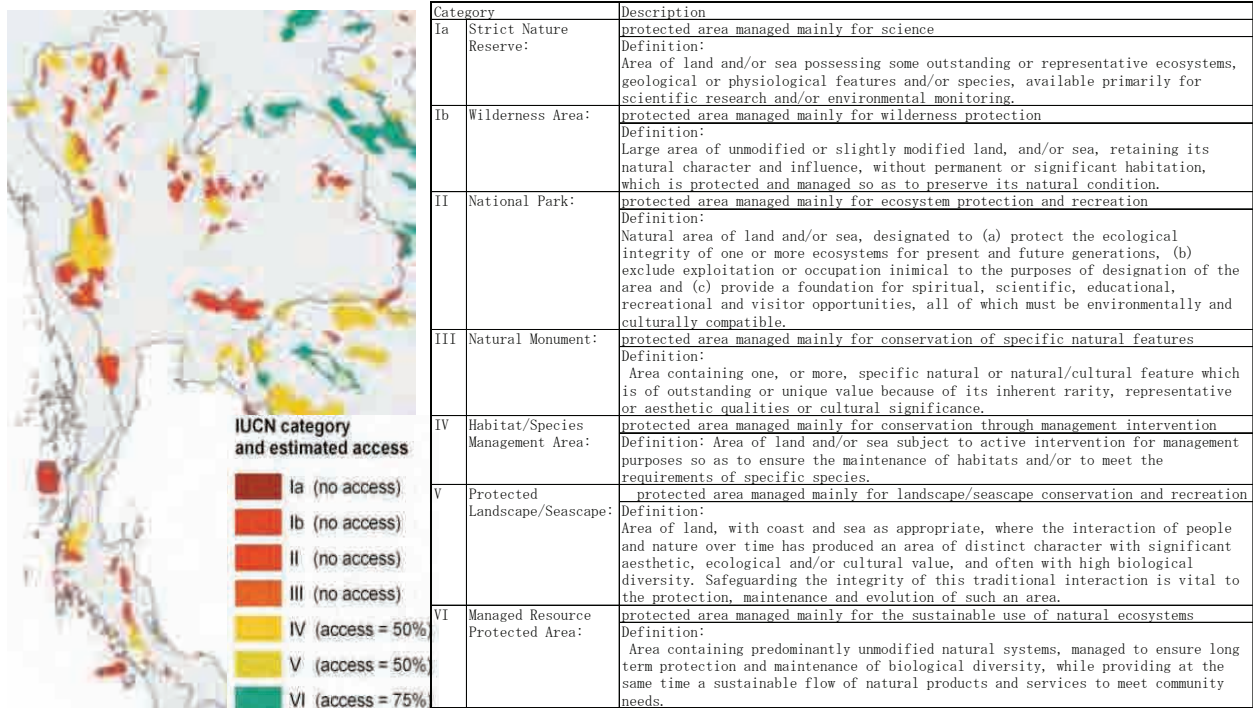 IUCN category
and estimated access
Ia (no access)
Ib (no access)
II (no access)
III (no access)
IV (access = 50%)
V (access = 50%)
VI (access = 75%)
Category Description
Ia Strict Nature Reserve: protected area managed mainly for science
Definition:
Area of land and/or sea possessing some outstanding or representative ecosystems,
geological or physiological features and/or species, available primarily for
scientific research and/or environmental monitoring.
Ib Wilderness Area: protected area managed mainly for wilderness protection
Definition:
Large area of unmodified or slightly modified land, and/or sea, retaining its
natural character and influence, without permanent or significant habitation,
which is protected and managed so as to preserve its natural condition.
II National Park: protected area managed mainly for ecosystem protection and recreation
Definition:
Natural area of land and/or sea, designated to (a) protect the ecological
integrity of one or more ecosystems for present and future generations, (b)
exclude exploitation or occupation inimical to the purposes of designation of the
area and (c) provide a foundation for spiritual, scientific, educational,
recreational and visitor opportunities, all of which must be environmentally and
culturally compatible.
III Natural Monument: protected area managed mainly for conservation of specific natural features
Definition:
Area containing one, or more, specific natural or natural/cultural feature which
is of outstanding or unique value because of its inherent rarity, representative
or aesthetic qualities or cultural significance.
IV Habitat/Species protected area managed mainly for conservation through management intervention
Management Area: Definition: Area of land and/or sea subject to active intervention for management
purposes so as to ensure the maintenance of habitats and/or to meet the
requirements of specific species.
V Protected protected area managed mainly for landscape/seascape conservation and recreation
Landscape/Seascape: Definition:
Area of land, with coast and sea as appropriate, where the interaction of people
and nature over time has produced an area of distinct character with significant
aesthetic, ecological and/or cultural value, and often with high biological
diversity. Safeguarding the integrity of this traditional interaction is vital to
the protection, maintenance and evolution of such an area.
VI Managed Resource protected area managed mainly for the sustainable use of natural ecosystems
Protected Area: Definition:
Area containing predominantly unmodified natural systems, managed to ensure long
term protection and maintenance of biological diversity, while providing at the
same time a sustainable flow of natural products and services to meet community
needs.